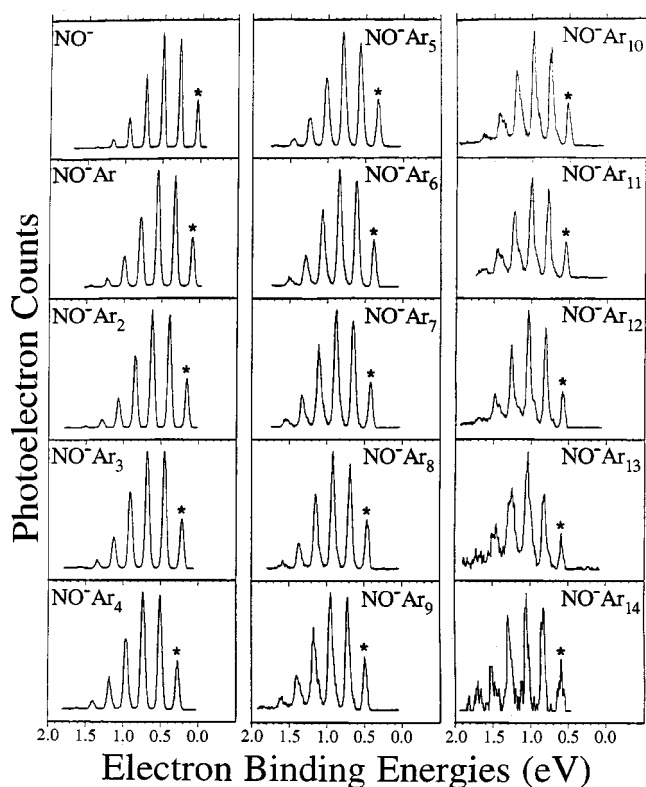 NO⁻
NO⁻Ar₅
NO⁻Ar₁₀
*
*
*
NO⁻Ar
NO⁻Ar₆
NO⁻Ar₁₁
*
*
*
NO⁻Ar₂
NO⁻Ar₇
NO⁻Ar₁₂
*
*
*
NO⁻Ar₃
NO⁻Ar₈
NO⁻Ar₁₃
*
*
*
NO⁻Ar₄
NO⁻Ar₉
NO⁻Ar₁₄
*
*
*
Photoelectron Counts
2.0 1.5 1.0 0.5 0.0
2.0 1.5 1.0 0.5 0.0
2.0 1.5 1.0 0.5 0.0
Electron Binding Energies (eV)